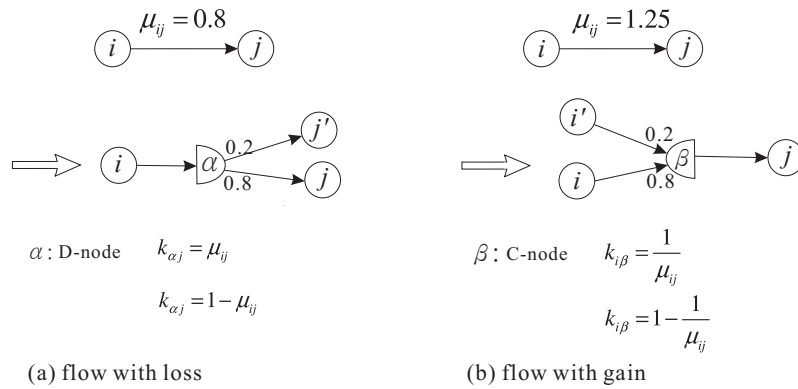 μij = 0.8
i j
i α 0.2 0.8 j' j
α: D-node kαj = μij
kαj = 1 − μij
(a) flow with loss
μij = 1.25
i j
i' i 0.2 0.8 β j
β: C-node kiβ = 1/μij
kiβ = 1 − 1/μij
(b) flow with gain